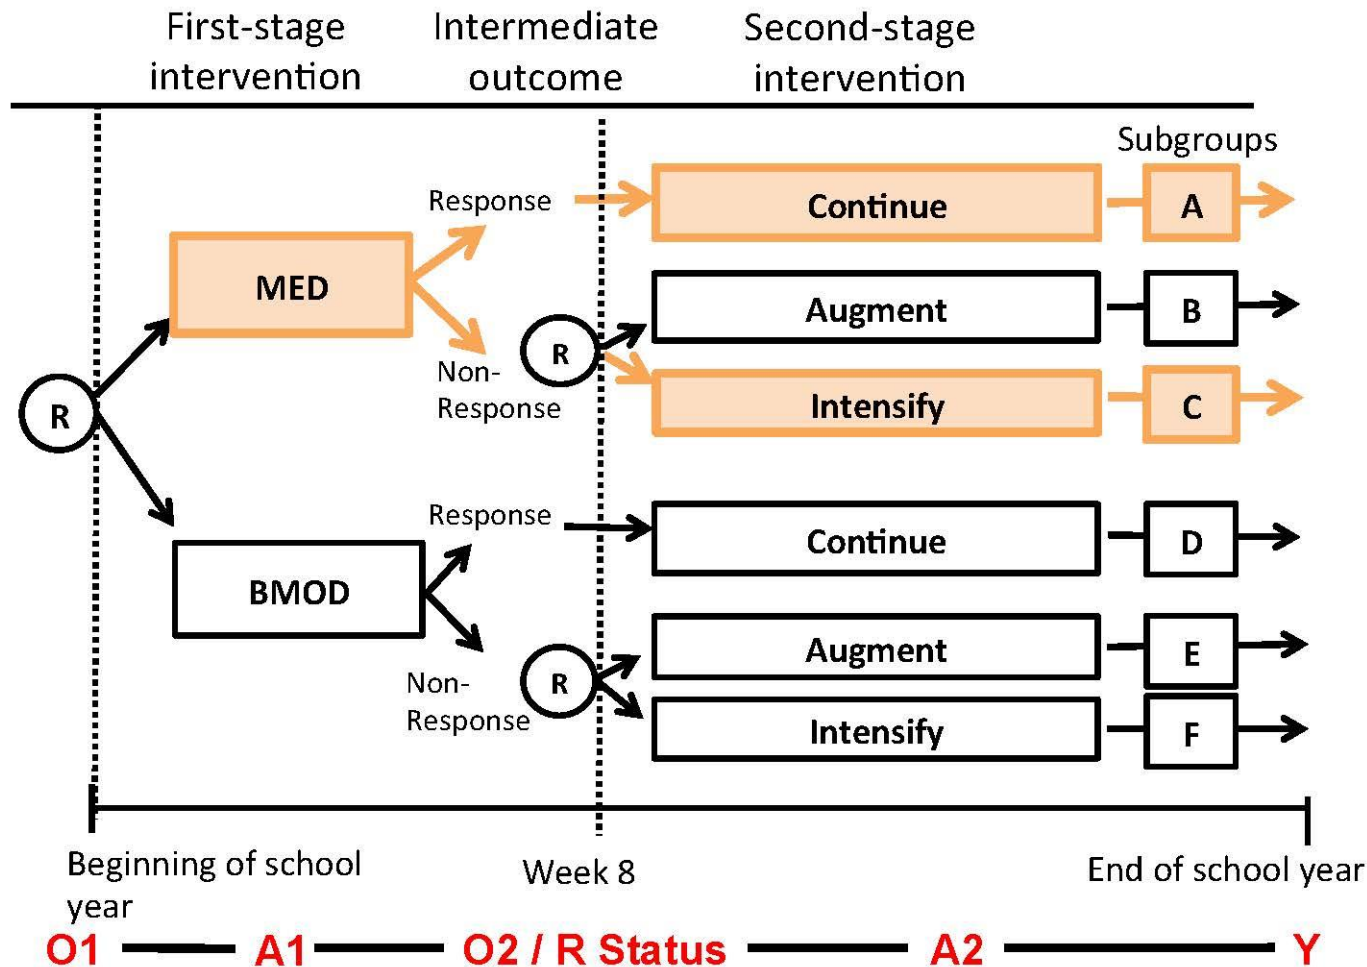 First-stage
intervention
Intermediate
outcome
Second-stage
intervention
Subgroups
Response
Continue
A
MED
Augment
B
R
Non-
Response
Intensify
C
R
Response
Continue
D
BMOD
Augment
E
R
Non-
Response
Intensify
F
Beginning of school
year
Week 8
End of school year
O1
A1
O2 / R Status
A2
Y